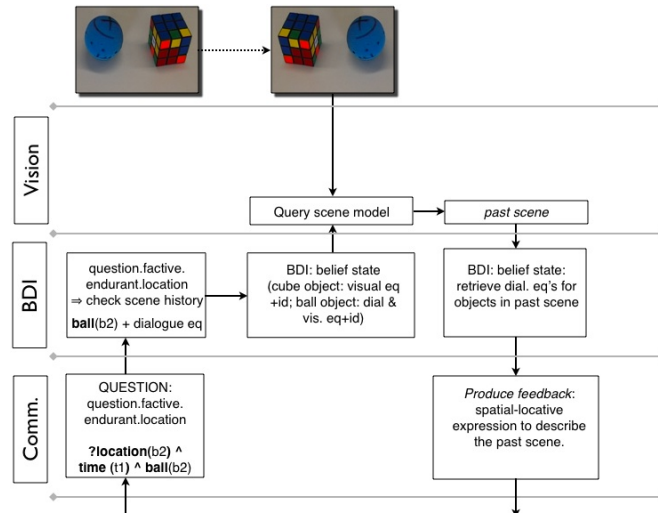 Vision
Query scene model
past scene
BDI
question.factive.
endurant.location
⇒ check scene history
ball(b2) + dialogue eq
BDI: belief state
(cube object: visual eq
+id; ball object: dial &
vis. eq+id)
BDI: belief state:
retrieve dial. eq's for
objects in past scene
Comm.
QUESTION:
question.factive.
endurant.location
?location(b2) ^
time (t1) ^ ball(b2)
Produce feedback:
spatial-locative
expression to describe
the past scene.